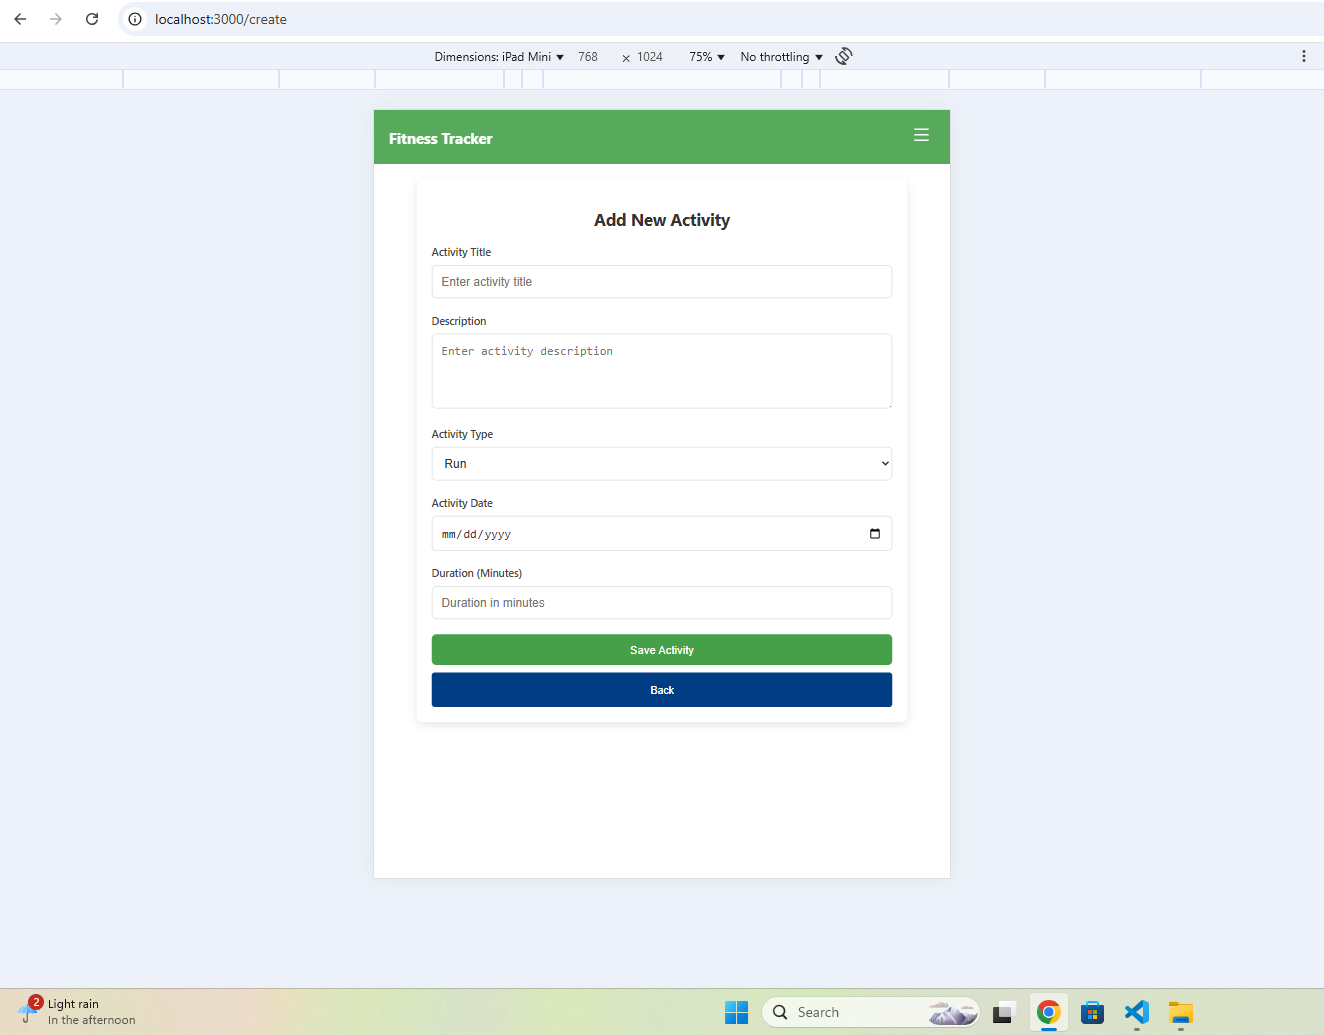 localhost:3000/create
Dimensions: iPad Mini 768 × 1024 75% No throttling
Fitness Tracker
Add New Activity
Activity Title
Enter activity title
Description
Enter activity description
Activity Type
Run
Activity Date
mm/dd/yyyy
Duration (Minutes)
Duration in minutes
Save Activity
Back
2
Light rain
In the afternoon
Search